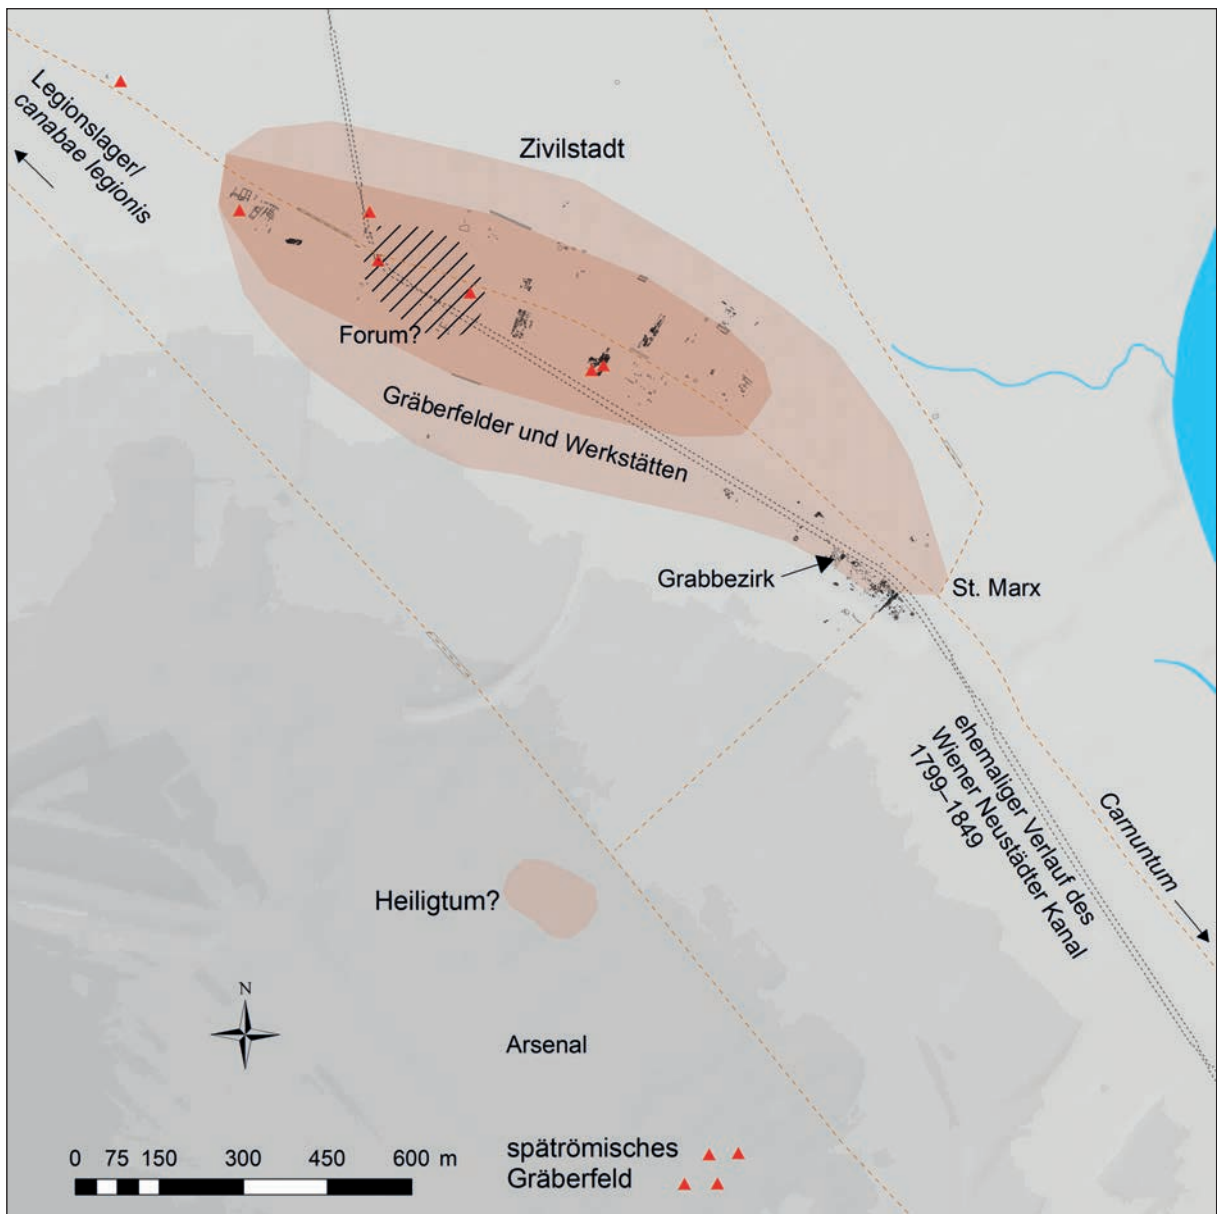 Legionslager/
canabae legionis
Zivilstadt
Forum?
Gräberfelder und Werkstätten
Grabbezirk
St. Marx
ehemaliger Verlauf des
Wiener Neustädter Kanal
1799–1849
Carnuntum
Heiligtum?
N
Arsenal
0 75 150 300 450 600 m
spätrömisches
Gräberfeld